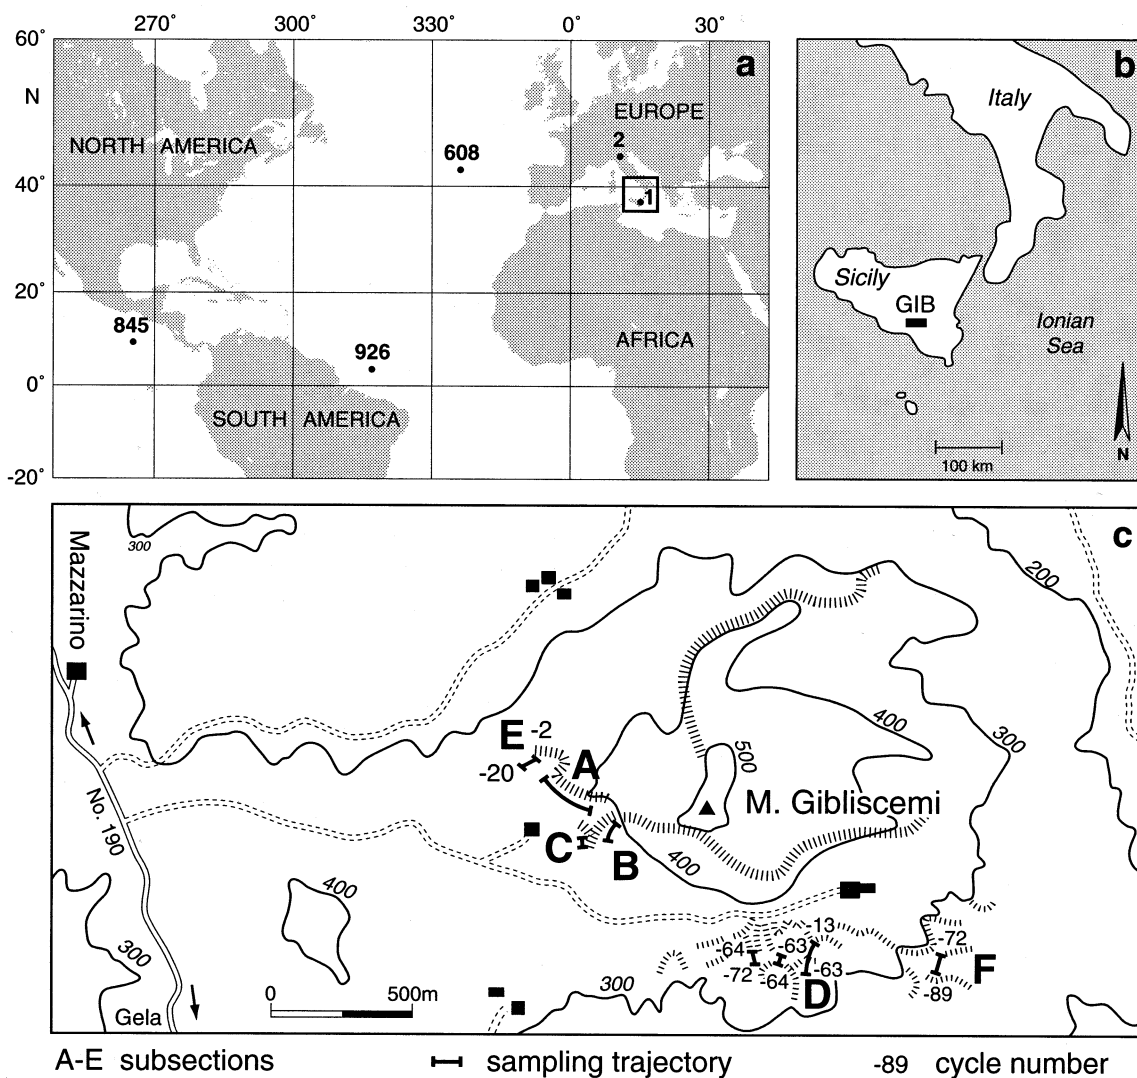 270˚ 300˚ 330˚ 0˚ 30˚
60˚
a
N
EUROPE
NORTH AMERICA
608
2
40˚
1
20˚
845
AFRICA
926
0˚
SOUTH AMERICA
-20˚
b
Italy
Sicily
GIB
Ionian
Sea
100 km
N
c
300
Mazzarino
200
E -2
-20
A
400
300
500
M. Gibliscemi
No. 190
C
B
400
400
300
-13
-64
-63
-72
-72
-64
-63
D
F
-89
300
0 500m
Gela
A-E subsections
sampling trajectory
-89 cycle number